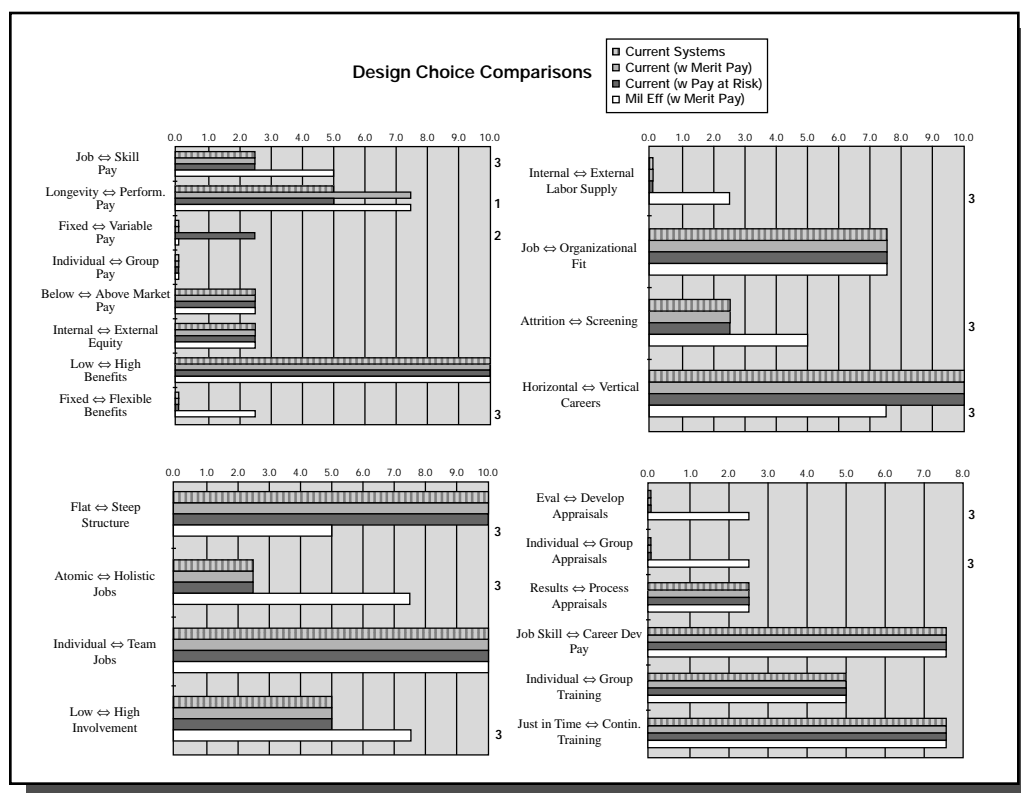 Design Choice Comparisons
Current Systems
Current (w Merit Pay)
Current (w Pay at Risk)
Mil Eff (w Merit Pay)
0.0 1.0 2.0 3.0 4.0 5.0 6.0 7.0 8.0 9.0 10.0
Job ⇔ Skill
Pay
3
Longevity ⇔ Perform.
Pay
1
Fixed ⇔ Variable
Pay
2
Individual ⇔ Group
Pay
Below ⇔ Above Market
Pay
Internal ⇔ External
Equity
Low ⇔ High
Benefits
Fixed ⇔ Flexible
Benefits
3
0.0 1.0 2.0 3.0 4.0 5.0 6.0 7.0 8.0 9.0 10.0
Internal ⇔ External
Labor Supply
3
Job ⇔ Organizational
Fit
Attrition ⇔ Screening
3
Horizontal ⇔ Vertical
Careers
3
0.0 1.0 2.0 3.0 4.0 5.0 6.0 7.0 8.0 9.0 10.0
Flat ⇔ Steep
Structure
3
Atomic ⇔ Holistic
Jobs
3
Individual ⇔ Team
Jobs
Low ⇔ High
Involvement
3
0.0 1.0 2.0 3.0 4.0 5.0 6.0 7.0 8.0
Eval ⇔ Develop
Appraisals
3
Individual ⇔ Group
Appraisals
3
Results ⇔ Process
Appraisals
Job Skill ⇔ Career Dev
Pay
Individual ⇔ Group
Training
Just in Time ⇔ Contin.
Training